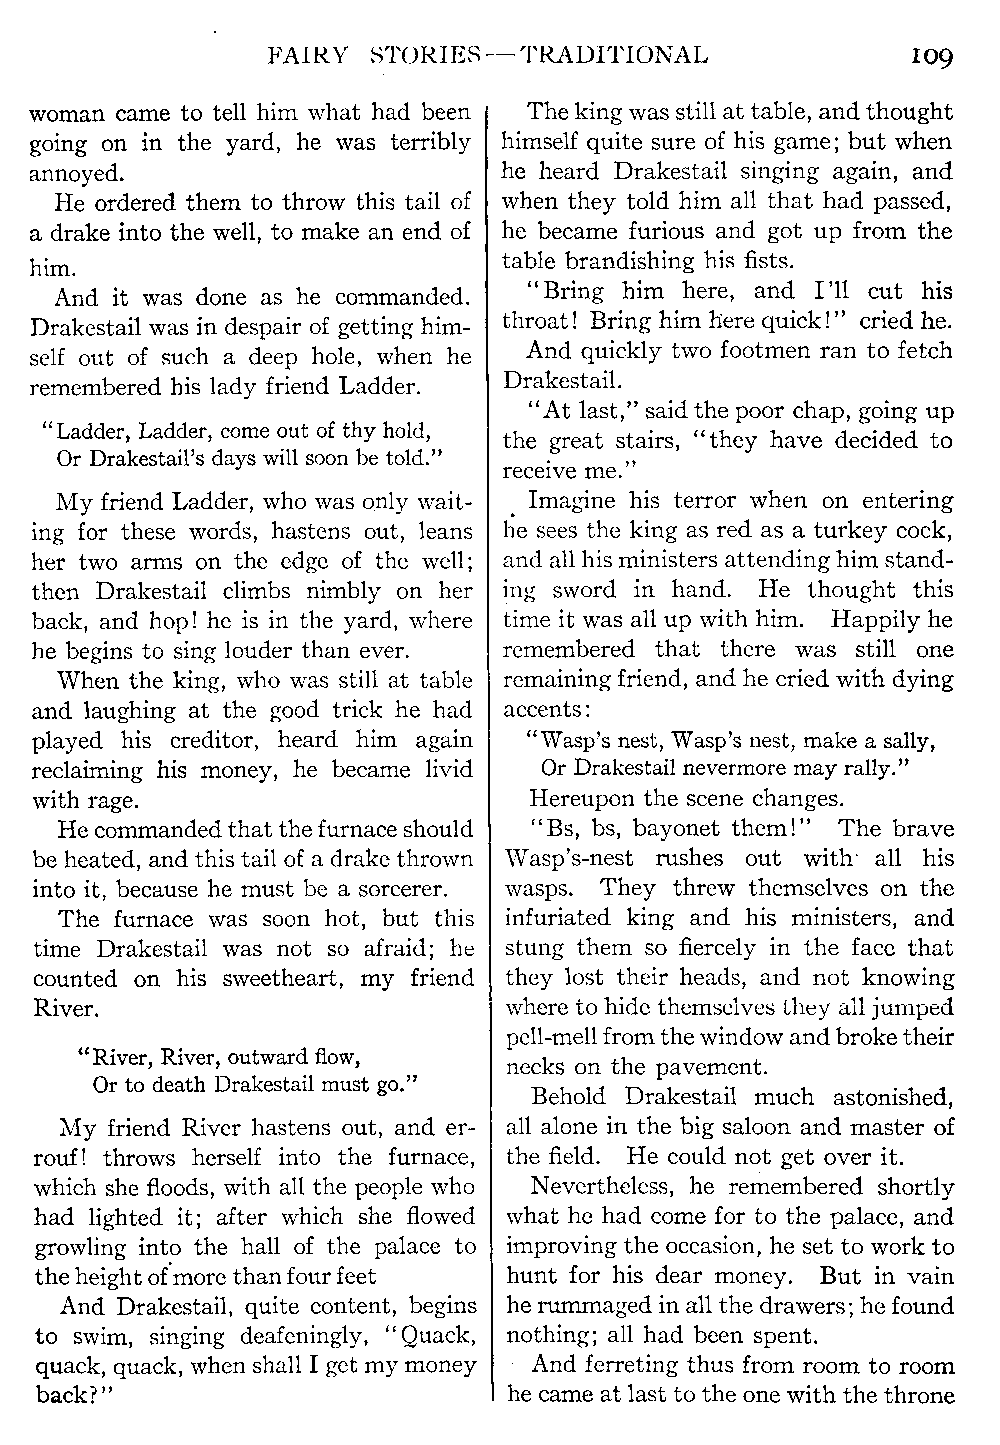 FAIRY STORIES—TRADITIONAL 109
woman came to tell him what had been
going on in the yard, he was terribly
annoyed.
He ordered them to throw this tail of
a drake into the well, to make an end of
him.
And it was done as he commanded.
Drakestail was in despair of getting him-
self out of such a deep hole, when he
remembered his lady friend Ladder.
"Ladder, Ladder, come out of thy hold,
Or Drakestail's days will soon be told."
My friend Ladder, who was only wait-
ing for these words, hastens out, leans
her two arms on the edge of the well;
then Drakestail climbs nimbly on her
back, and hop! he is in the yard, where
he begins to sing louder than ever.
When the king, who was still at table
and laughing at the good trick he had
played his creditor, heard him again
reclaiming his money, he became livid
with rage.
He commanded that the furnace should
be heated, and this tail of a drake thrown
into it, because he must be a sorcerer.
The furnace was soon hot, but this
time Drakestail was not so afraid; he
counted on his sweetheart, my friend
River.
"River, River, outward flow,
Or to death Drakestail must go."
My friend River hastens out, and er-
rouf! throws herself into the furnace,
which she floods, with all the people who
had lighted it; after which she flowed
growling into the hall of the palace to
the height of more than four feet
And Drakestail, quite content, begins
to swim, singing deafeningly, "Quack,
quack, quack, when shall I get my money
back?"
The king was still at table, and thought
himself quite sure of his game; but when
he heard Drakestail singing again, and
when they told him all that had passed,
he became furious and got up from the
table brandishing his fists.
"Bring him here, and I'll cut his
throat! Bring him here quick!" cried he.
And quickly two footmen ran to fetch
Drakestail.
"At last," said the poor chap, going up
the great stairs, "they have decided to
receive me."
Imagine his terror when on entering
he sees the king as red as a turkey cock,
and all his ministers attending him stand-
ing sword in hand. He thought this
time it was all up with him. Happily he
remembered that there was still one
remaining friend, and he cried with dying
accents:
"Wasp's nest, Wasp's nest, make a sally,
Or Drakestail nevermore may rally."
Hereupon the scene changes.
"Bs, bs, bayonet them!" The brave
Wasp's-nest rushes out with all his
wasps. They threw themselves on the
infuriated king and his ministers, and
stung them so fiercely in the face that
they lost their heads, and not knowing
where to hide themselves they all jumped
pell-mell from the window and broke their
necks on the pavement.
Behold Drakestail much astonished,
all alone in the big saloon and master of
the field. He could not get over it.
Nevertheless, he remembered shortly
what he had come for to the palace, and
improving the occasion, he set to work to
hunt for his dear money. But in vain
he rummaged in all the drawers; he found
nothing; all had been spent.
And ferreting thus from room to room
he came at last to the one with the throne